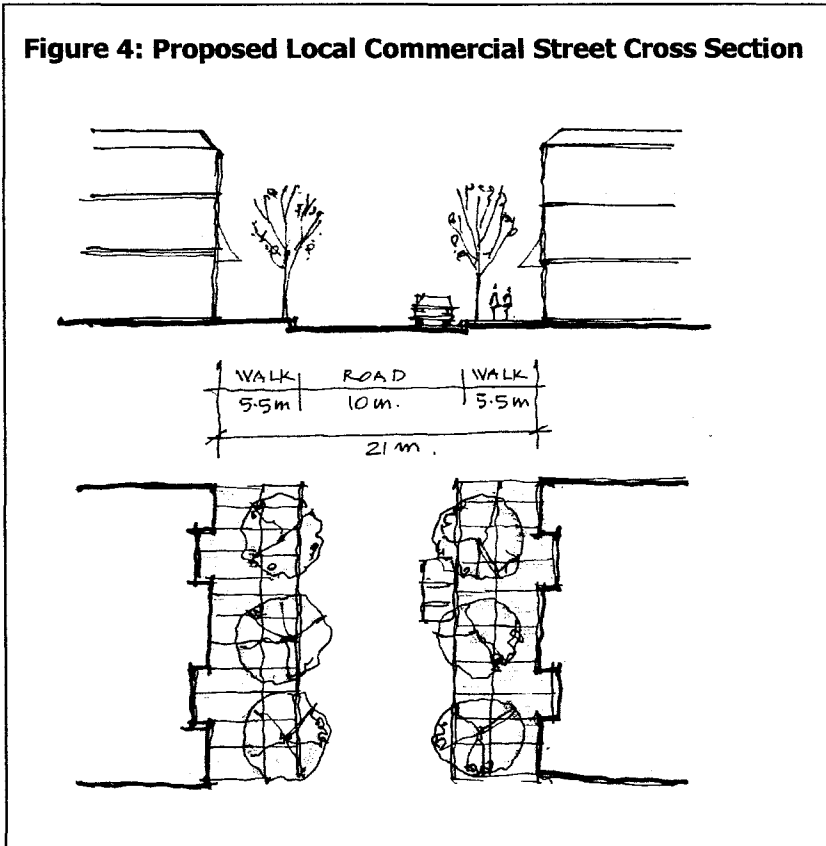 Figure 4: Proposed Local Commercial Street Cross Section
WALK ROAD WALK
5.5m 10m. 5.5m
21m.